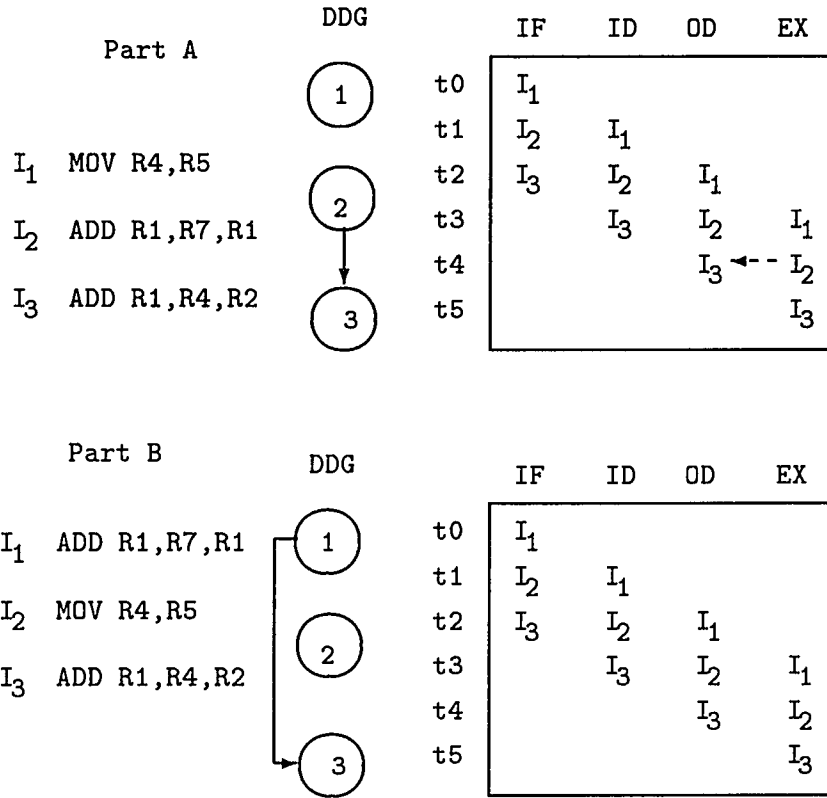 Part A
DDG
I1 MOV R4,R5
I2 ADD R1,R7,R1
I3 ADD R1,R4,R2
1
2
3
IF ID OD EX
t0 I1
t1 I2 I1
t2 I3 I2 I1
t3 I3 I2 I1
t4 I3 I2
t5 I3
Part B
DDG
I1 ADD R1,R7,R1
I2 MOV R4,R5
I3 ADD R1,R4,R2
1
2
3
IF ID OD EX
t0 I1
t1 I2 I1
t2 I3 I2 I1
t3 I3 I2 I1
t4 I3 I2
t5 I3